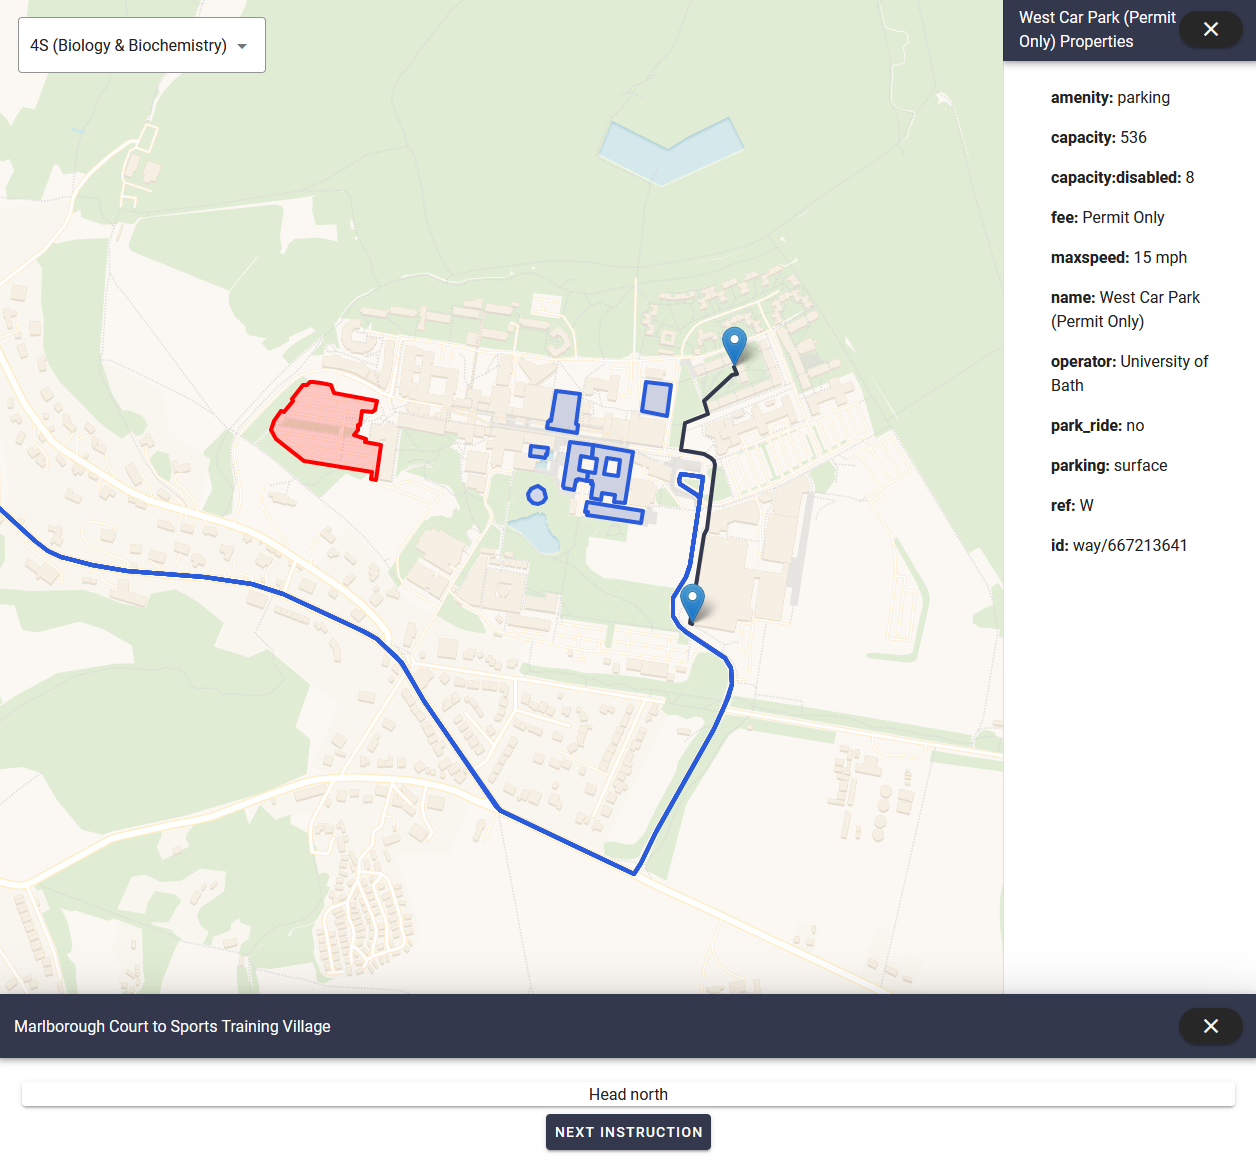 4S (Biology & Biochemistry)
West Car Park (Permit
Only) Properties
amenity: parking
capacity: 536
capacity:disabled: 8
fee: Permit Only
maxspeed: 15 mph
name: West Car Park
(Permit Only)
operator: University of
Bath
park_ride: no
parking: surface
ref: W
id: way/667213641
Marlborough Court to Sports Training Village
Head north
NEXT INSTRUCTION